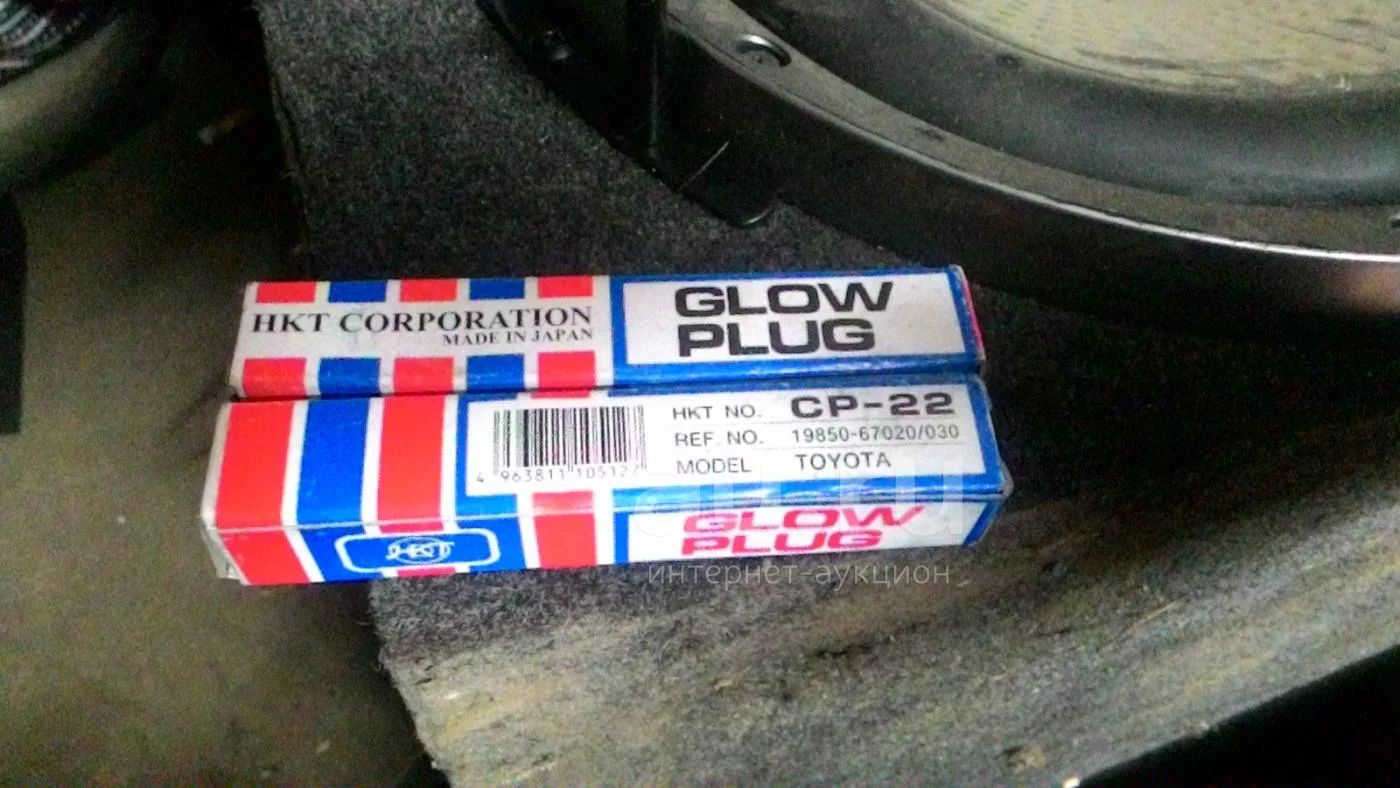 HKT CORPORATION
MADE IN JAPAN
GLOW
PLUG
4 963811 105127
HKT NO. CP-22
REF. NO. 19850-67020/030
MODEL TOYOTA
HKT
GLOW
PLUG
интернет-аукцион